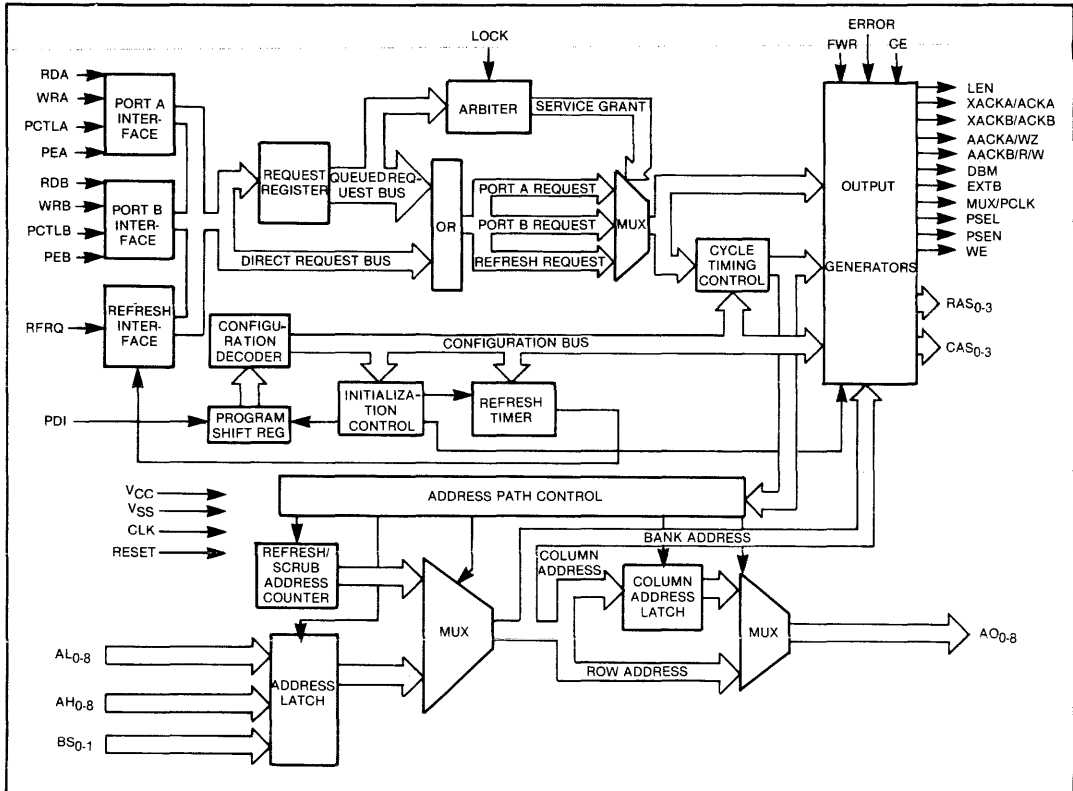 LOCK
ERROR
FWR
CE
RDA
WRA
PCTLA
PEA
PORT A
INTER-
FACE
RDB
WRB
PCTLB
PEB
PORT B
INTER-
FACE
RFRQ
REFRESH
INTER-
FACE
REQUEST
REGISTER
ARBITER
SERVICE GRANT
QUEUED REQ-
UEST BUS
DIRECT REQUEST BUS
OR
PORT A REQUEST
PORT B REQUEST
REFRESH REQUEST
MUX
CYCLE
TIMING
CONTROL
OUTPUT
GENERATORS
LEN
XACKA/ACKA
XACKB/ACKB
AACKA/WZ
AACKB/R/W
DBM
EXTB
MUX/PCLK
PSEL
PSEN
WE
RAS0-3
CAS0-3
CONFIGU-
RATION
DECODER
CONFIGURATION BUS
PDI
PROGRAM
SHIFT REG
INITIALIZA-
TION
CONTROL
REFRESH
TIMER
VCC
VSS
CLK
RESET
ADDRESS PATH CONTROL
BANK ADDRESS
REFRESH/
SCRUB
ADDRESS
COUNTER
COLUMN
ADDRESS
COLUMN
ADDRESS
LATCH
MUX
MUX
ROW ADDRESS
AO0-8
AL0-8
AH0-8
BS0-1
ADDRESS
LATCH